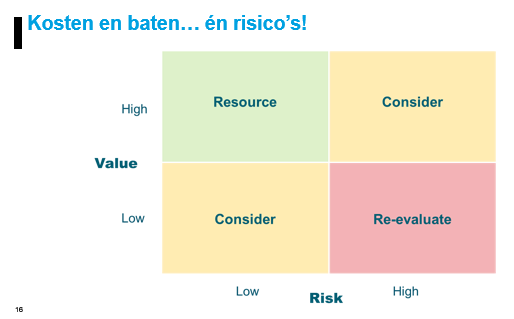 Kosten en baten… én risico’s!
High
Resource
Consider
Value
Low
Consider
Re-evaluate
Low
Risk
High
16